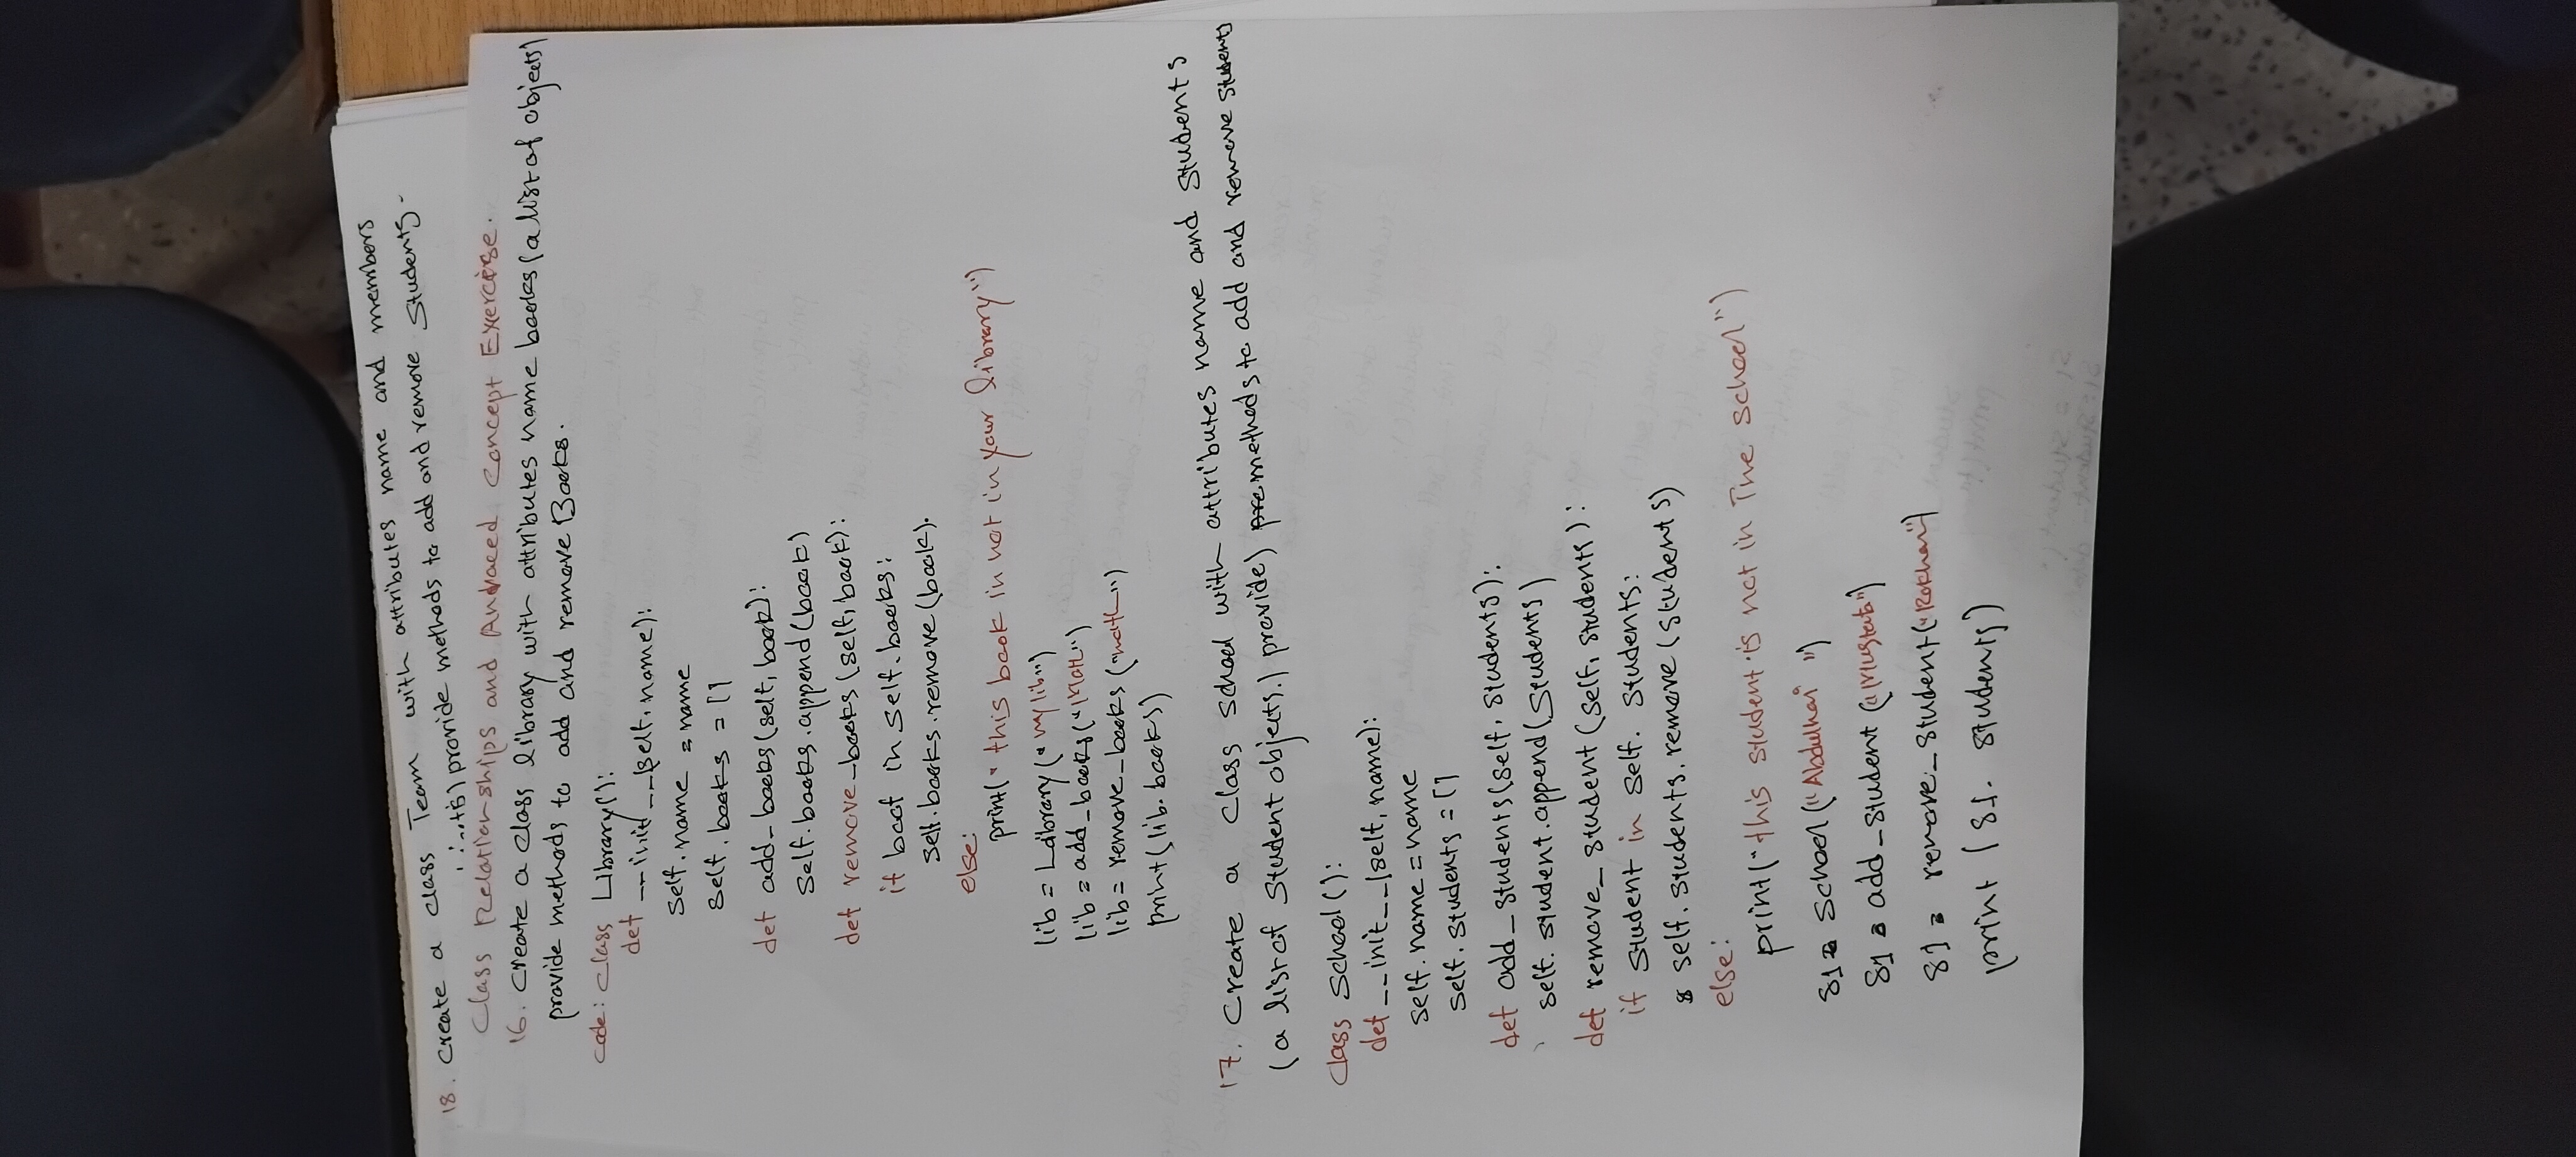 18. Create a class Team with attributes name and members
provide methods to add and remove Students-
Class Relationships and Andvaced Concept Exercise.
16. Create a class library with attributes name books (a list of objects)
provide methods to add and remove Books.
code: class Library():
def __init__(self, name):
self.name = name
self.books = []
def add_books(self, book):
self.books.append(book)
def remove_books(self, book):
if boot in self.books:
self.books.remove(book).
else:
print("this book in not in your library")
lib = Library("my lib")
lib = add_books("Math")
lib = remove_books("math")
print(lib.books)
17. Create a Class School with attributes name and Students
(a list of Student objects.) provide) methods to add and remove students
Class School():
def __init__(self, name):
self.name = name
self.students = []
def add_students(self, students):
self.student.append(students)
def remove_student(self, students):
if student in self.students:
self.students.remove(students)
else:
print("this student is not in The school")
S1 = School("Abdulhai")
S1 = add_student("Mustafa")
S1 = remove_student("Rokhan")
print (S1. Students)